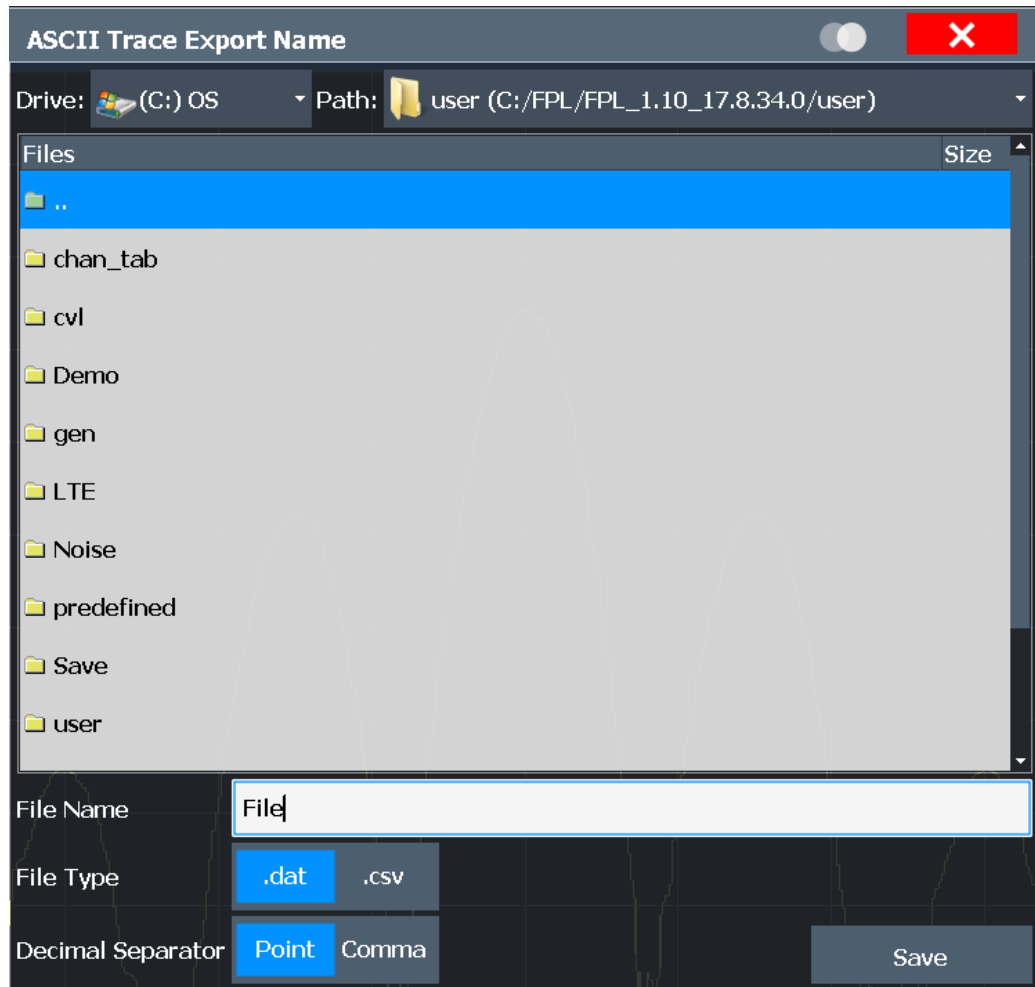 ASCII Trace Export Name
Drive: (C:) OS Path: user (C:/FPL/FPL_1.10_17.8.34.0/user)
Files Size
..
chan_tab
cvl
Demo
gen
LTE
Noise
predefined
Save
user
File Name File
File Type .dat .csv
Decimal Separator Point Comma Save